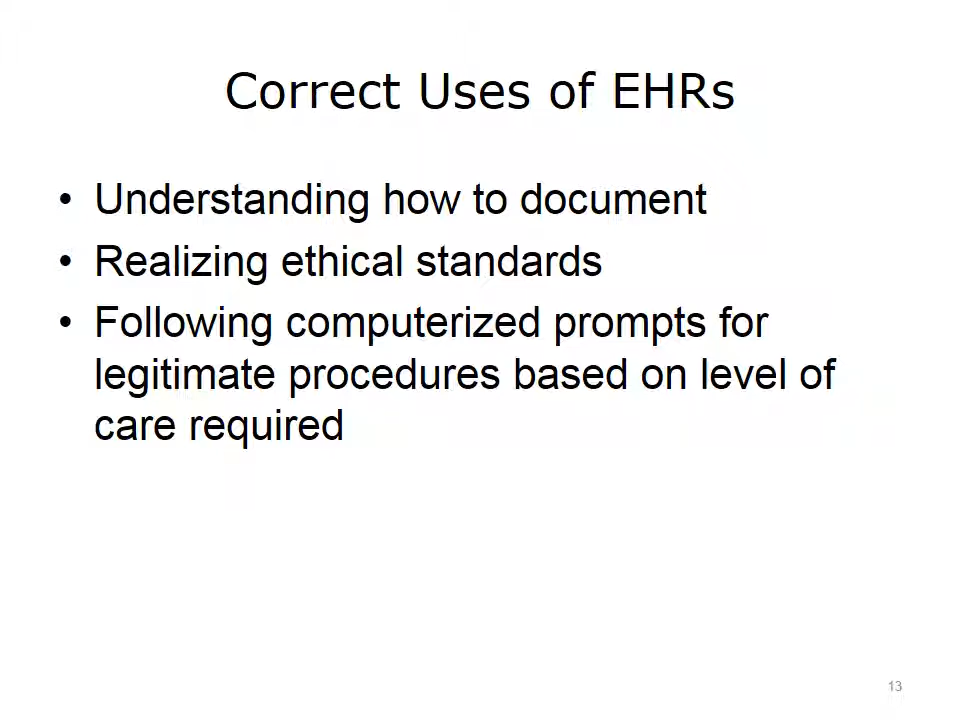 Correct Uses of EHRs
• Understanding how to document
• Realizing ethical standards
• Following computerized prompts for
legitimate procedures based on level of
care required
13